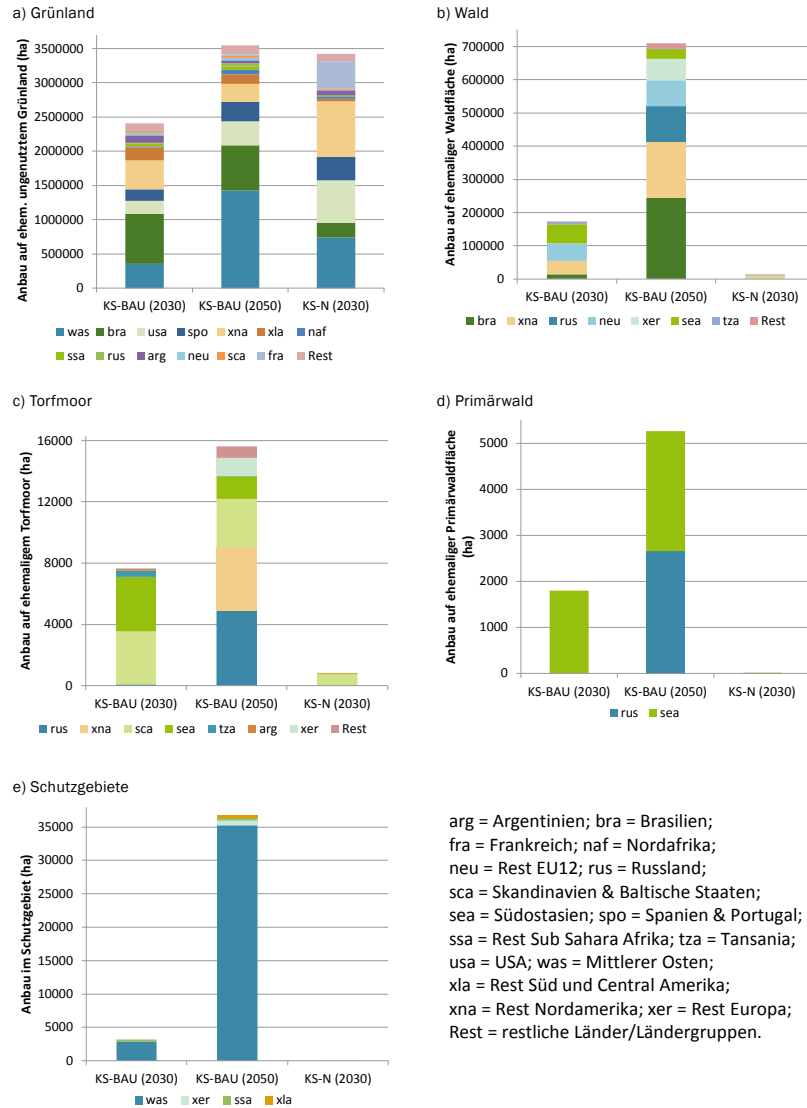 a) Grünland
Anbau auf ehem. ungenutztem Grünland (ha)
3500000
3000000
2500000
2000000
1500000
1000000
500000
0
KS-BAU (2030) KS-BAU (2050) KS-N (2030)
was bra usa spo xna xla naf
ssa rus arg neu sca fra Rest
b) Wald
Anbau auf ehemaliger Waldfläche (ha)
700000
600000
500000
400000
300000
200000
100000
0
KS-BAU (2030) KS-BAU (2050) KS-N (2030)
bra xna rus neu xer sea tza Rest
c) Torfmoor
Anbau auf ehemaligem Torfmoor (ha)
16000
12000
8000
4000
0
KS-BAU (2030) KS-BAU (2050) KS-N (2030)
rus xna sca sea tza arg xer Rest
d) Primärwald
Anbau auf ehemaliger Primärwaldfläche
(ha)
5000
4000
3000
2000
1000
0
KS-BAU (2030) KS-BAU (2050) KS-N (2030)
rus sea
e) Schutzgebiete
Anbau im Schutzgebiet (ha)
35000
30000
25000
20000
15000
10000
5000
0
KS-BAU (2030) KS-BAU (2050) KS-N (2030)
was xer ssa xla
arg = Argentinien; bra = Brasilien;
fra = Frankreich; naf = Nordafrika;
neu = Rest EU12; rus = Russland;
sca = Skandinavien & Baltische Staaten;
sea = Südostasien; spo = Spanien & Portugal;
ssa = Rest Sub Sahara Afrika; tza = Tansania;
usa = USA; was = Mittlerer Osten;
xla = Rest Süd und Central Amerika;
xna = Rest Nordamerika; xer = Rest Europa;
Rest = restliche Länder/Ländergruppen.